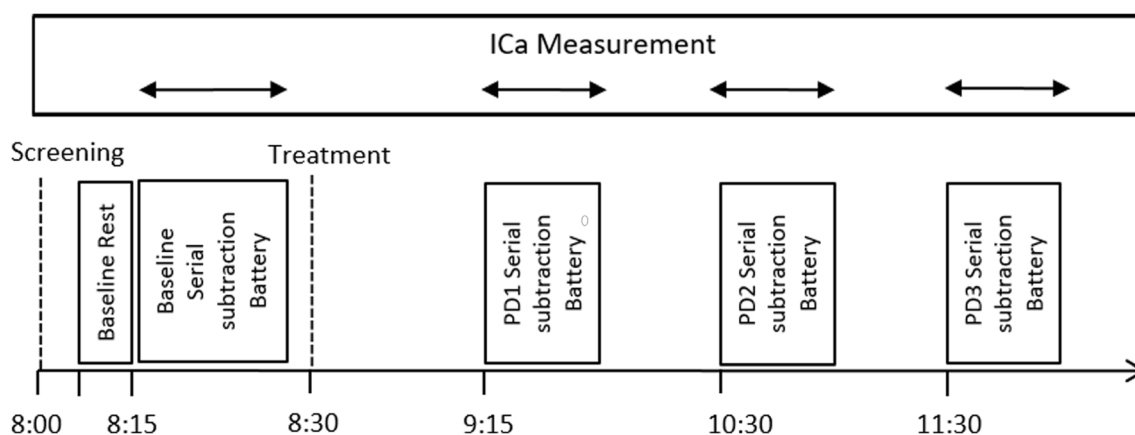 ICa Measurement
Screening
Treatment
Baseline Rest
Baseline
Serial
subtraction
Battery
PD1 Serial
subtraction
Battery
PD2 Serial
subtraction
Battery
PD3 Serial
subtraction
Battery
8:00
8:15
8:30
9:15
10:30
11:30